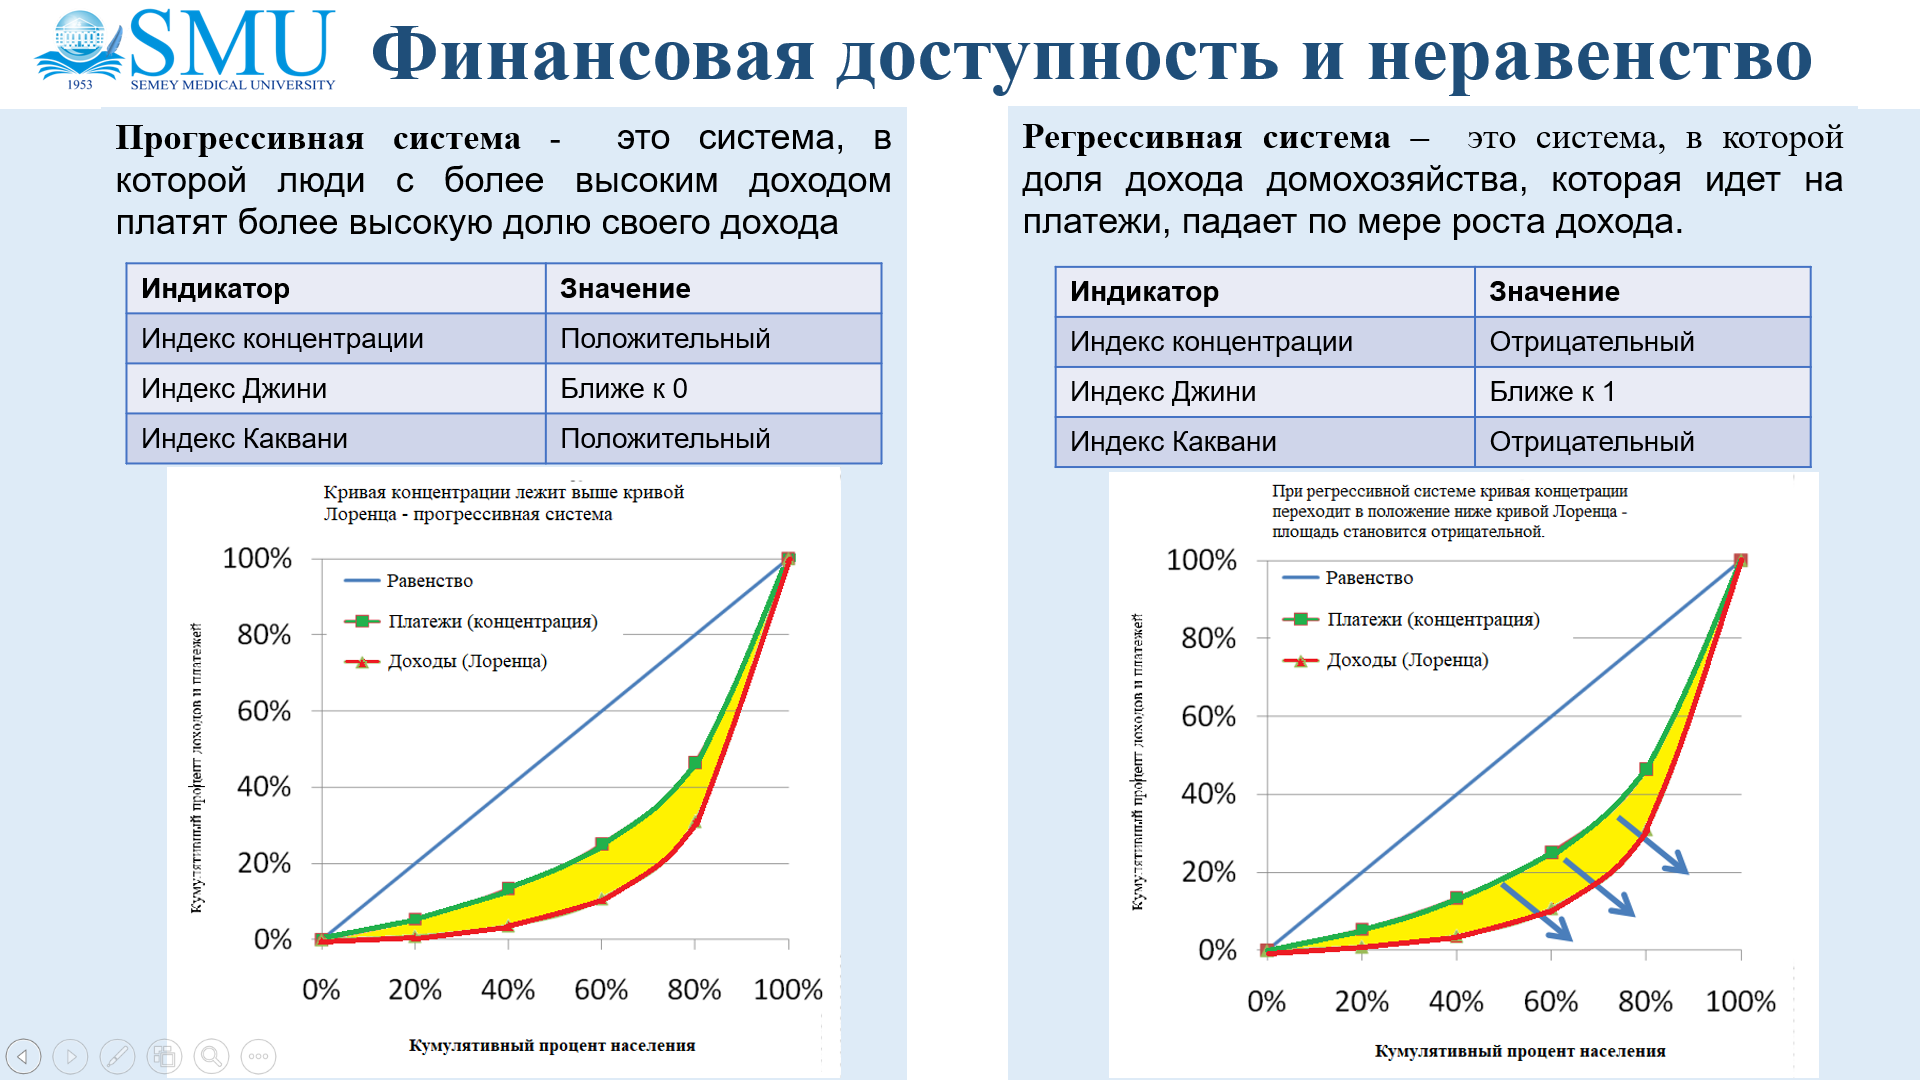 SMU
1953
SEMEY MEDICAL UNIVERSITY
Финансовая доступность и неравенство
Прогрессивная система - это система, в
которой люди с более высоким доходом
платят более высокую долю своего дохода
Индикатор Значение
Индекс концентрации Положительный
Индекс Джини Ближе к 0
Индекс Каквани Положительный
Кривая концентрации лежит выше кривой
Лоренца - прогрессивная система
Кумулятивный процент доходов и платежей
100%
80%
60%
40%
20%
0%
Равенство
Платежи (концентрация)
Доходы (Лоренца)
0% 20% 40% 60% 80% 100%
Кумулятивный процент населения
Регрессивная система – это система, в которой
доля дохода домохозяйства, которая идет на
платежи, падает по мере роста дохода.
Индикатор Значение
Индекс концентрации Отрицательный
Индекс Джини Ближе к 1
Индекс Каквани Отрицательный
При регрессивной системе кривая концетрации
переходит в положение ниже кривой Лоренца -
площадь становится отрицательной.
Кумулятивный процент доходов и платежей
100%
80%
60%
40%
20%
0%
Равенство
Платежи (концентрация)
Доходы (Лоренца)
0% 20% 40% 60% 80% 100%
Кумулятивный процент населения